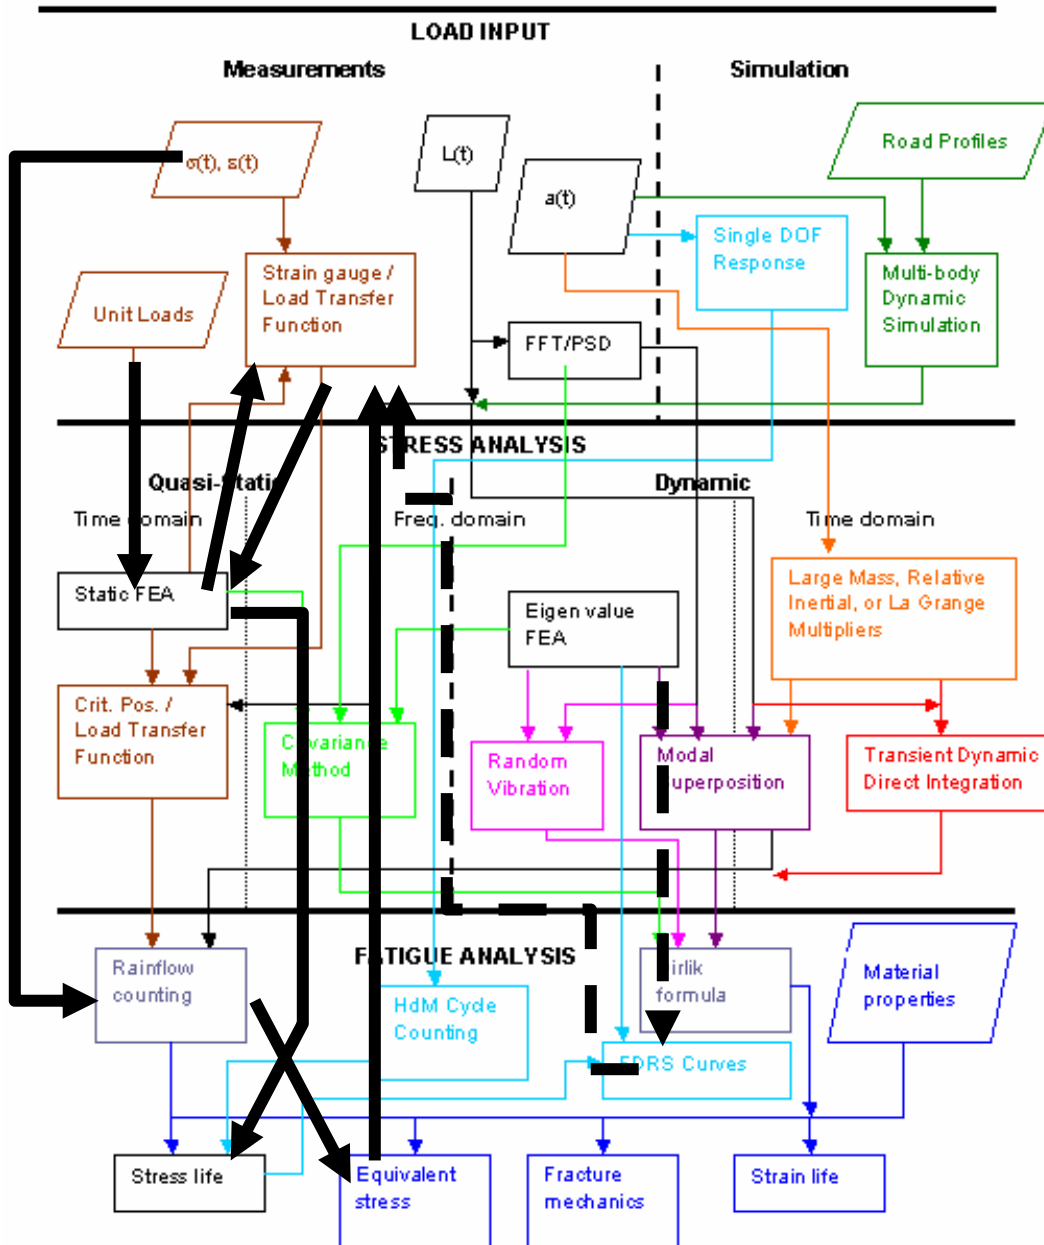 LOAD INPUT
Measurements
Simulation
σ(t), ε(t)
L(t)
a(t)
Road Profiles
Unit Loads
Strain gauge /
Load Transfer
Function
Single DOF
Response
Multi-body
Dynamic
Simulation
FFT/PSD
STRESS ANALYSIS
Quasi-Static
Dynamic
Time domain
Freq. domain
Time domain
Static FEA
Eigen value
FEA
Large Mass, Relative
Inertial, or La Grange
Multipliers
Crit. Pos. /
Load Transfer
Function
Covariance
Method
Random
Vibration
Modal
Superposition
Transient Dynamic
Direct Integration
FATIGUE ANALYSIS
Rainflow
counting
HdM Cycle
Counting
Dirlik
formula
Material
properties
FDRS Curves
Stress life
Equivalent
stress
Fracture
mechanics
Strain life